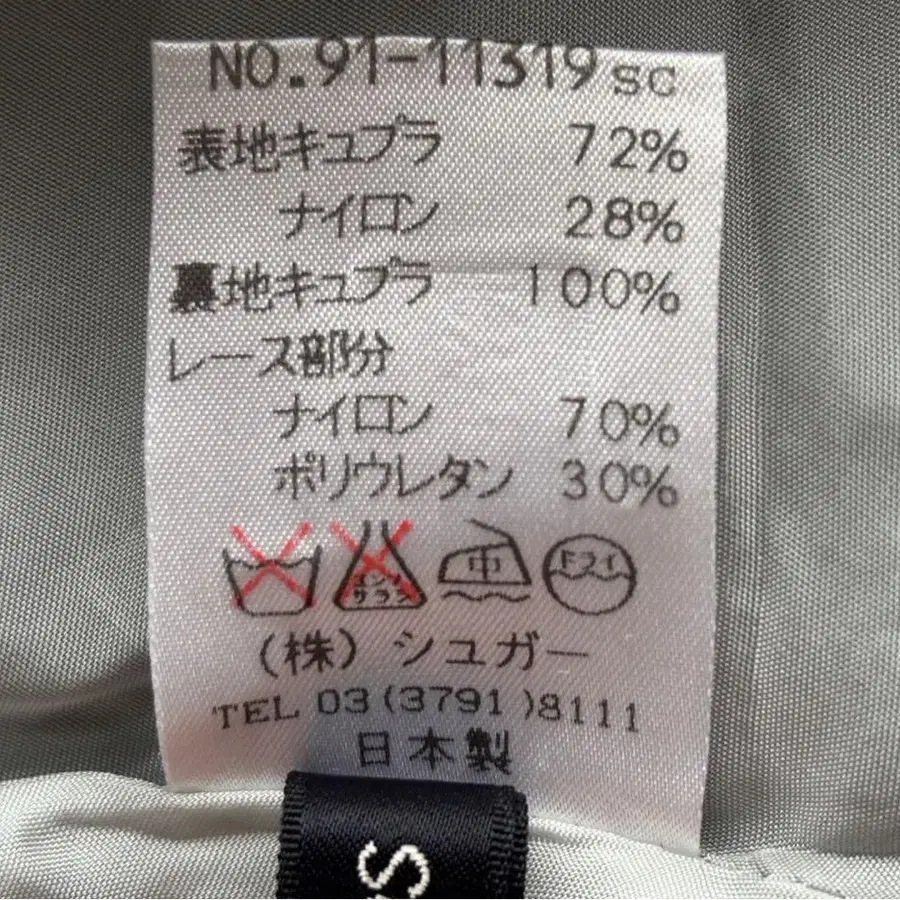 NO.91-11319 SC
表地キュプラ 72%
ナイロン 28%
裏地キュプラ 100%
レース部分
ナイロン 70%
ポリウレタン 30%
エンソ サラシ 中 ドライ
(株)シュガー
TEL 03(3791)8111
日本製
S